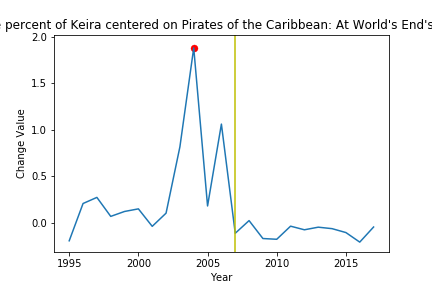 percent of Keira centered on Pirates of the Caribbean: At World's End's
2.0
1.5
1.0
0.5
0.0
Change Value
1995 2000 2005 2010 2015
Year